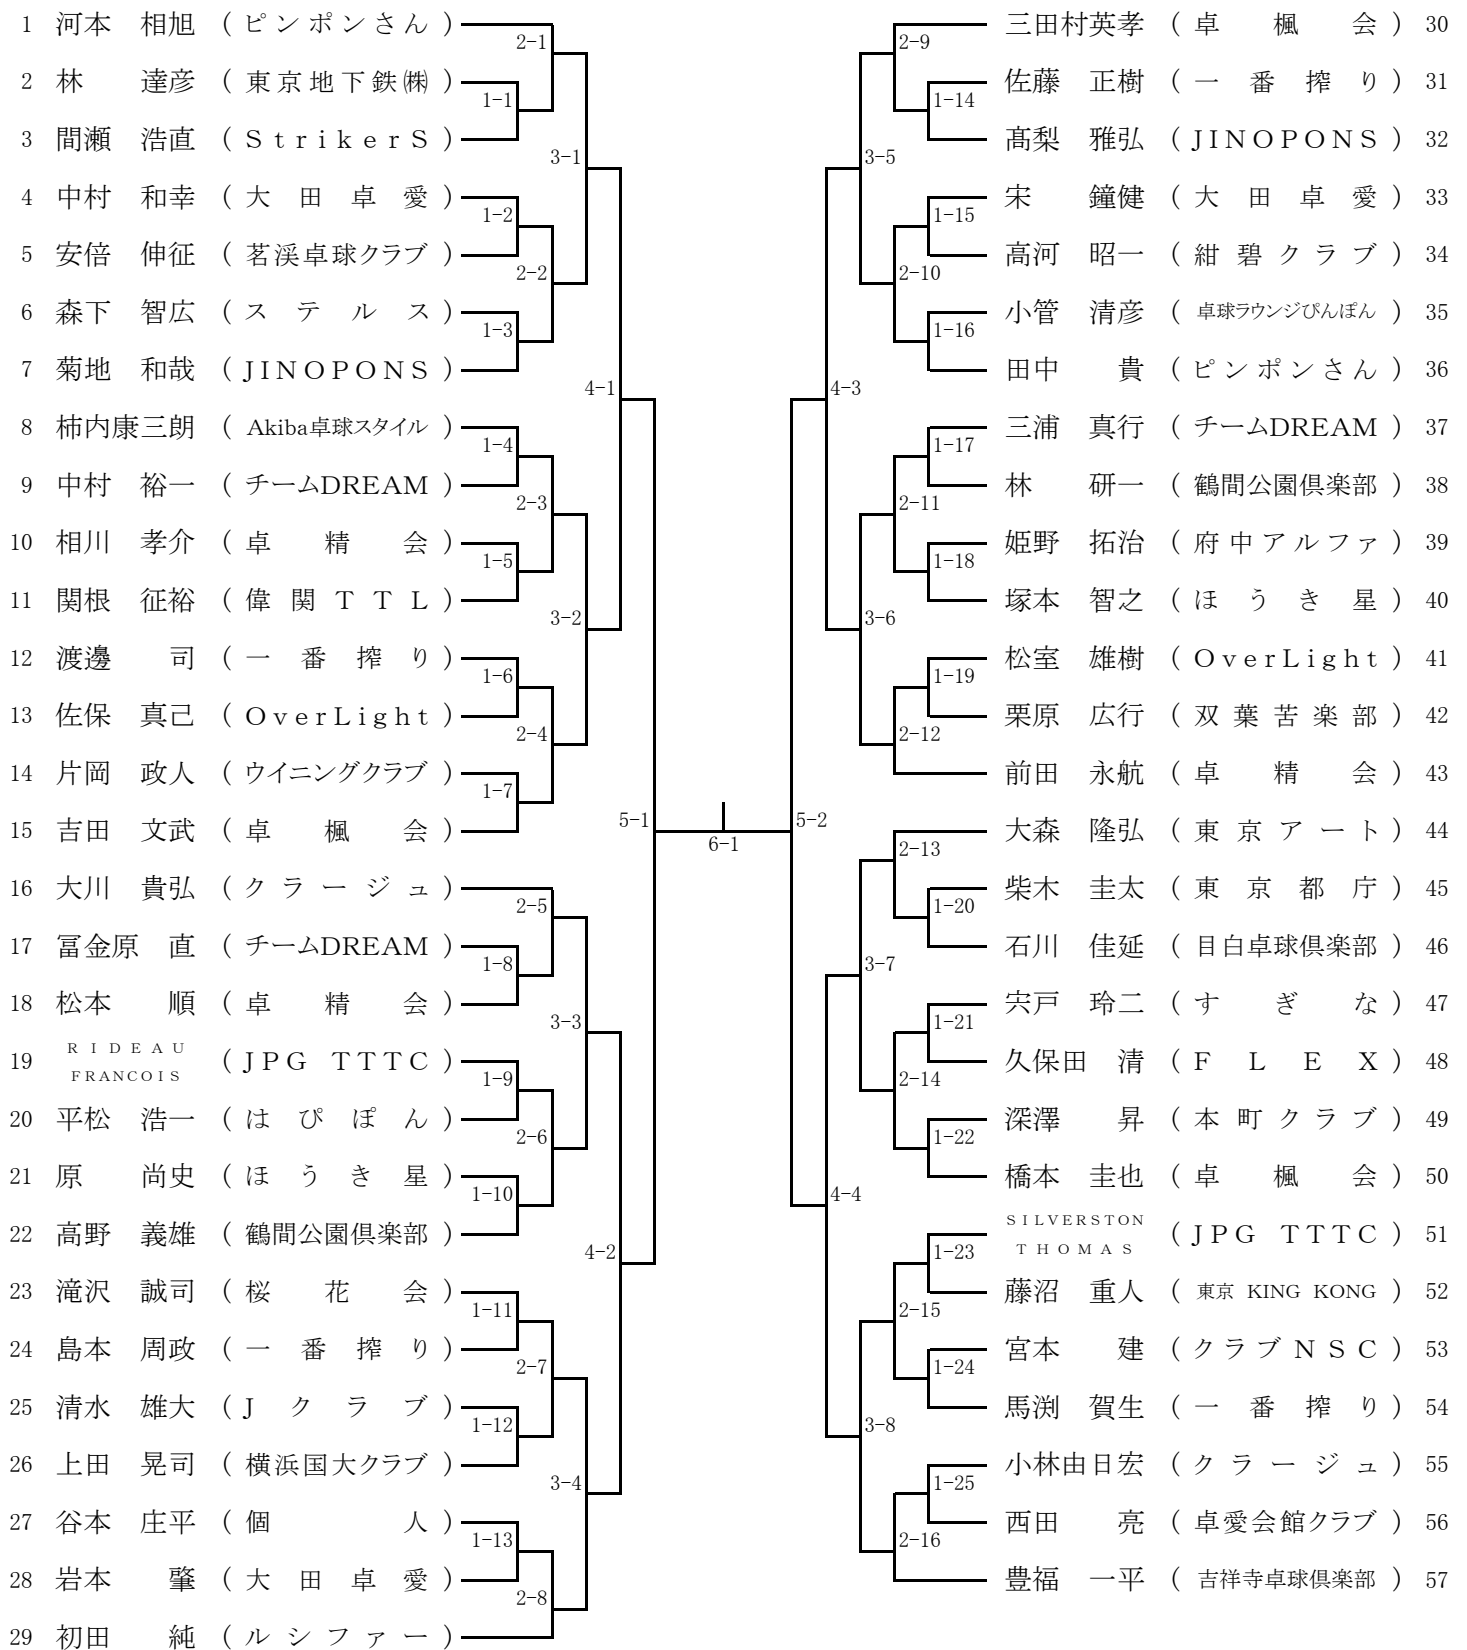 1 河本 相旭 ( ピンポンさん )
2 林 達彦 ( 東京地下鉄㈱ )
3 間瀬 浩直 ( StrikerS )
4 中村 和幸 ( 大田卓愛 )
5 安倍 伸征 ( 茗渓卓球クラブ )
6 森下 智広 ( ステルス )
7 菊地 和哉 ( JINOPONS )
8 柿内康三朗 ( Akiba卓球スタイル )
9 中村 裕一 ( チームDREAM )
10 相川 孝介 ( 卓精会 )
11 関根 征裕 ( 偉関TTL )
12 渡邊 司 ( 一番搾り )
13 佐保 真己 ( OverLight )
14 片岡 政人 ( ウイニングクラブ )
15 吉田 文武 ( 卓楓会 )
16 大川 貴弘 ( クラージュ )
17 冨金原 直 ( チームDREAM )
18 松本 順 ( 卓精会 )
19 RIDEAU FRANCOIS ( JPG TTTC )
20 平松 浩一 ( はぴぽん )
21 原 尚史 ( ほうき星 )
22 高野 義雄 ( 鶴間公園倶楽部 )
23 滝沢 誠司 ( 桜花会 )
24 島本 周政 ( 一番搾り )
25 清水 雄大 ( Jクラブ )
26 上田 晃司 ( 横浜国大クラブ )
27 谷本 庄平 ( 個人 )
28 岩本 肇 ( 大田卓愛 )
29 初田 純 ( ルシファー )
2-1
1-1
3-1
1-2
2-2
1-3
4-1
1-4
2-3
1-5
3-2
1-6
2-4
1-7
5-1
2-5
1-8
3-3
1-9
2-6
1-10
4-2
1-11
2-7
1-12
3-4
1-13
2-8
6-1
2-9
1-14
3-5
1-15
2-10
1-16
4-3
1-17
2-11
1-18
3-6
1-19
2-12
5-2
2-13
1-20
3-7
1-21
2-14
1-22
4-4
1-23
2-15
1-24
3-8
1-25
2-16
三田村英孝 ( 卓楓会 ) 30
佐藤 正樹 ( 一番搾り ) 31
髙梨 雅弘 ( JINOPONS ) 32
宋 鐘健 ( 大田卓愛 ) 33
高河 昭一 ( 紺碧クラブ ) 34
小管 清彦 ( 卓球ラウンジぴんぽん ) 35
田中 貴 ( ピンポンさん ) 36
三浦 真行 ( チームDREAM ) 37
林 研一 ( 鶴間公園倶楽部 ) 38
姫野 拓治 ( 府中アルファ ) 39
塚本 智之 ( ほうき星 ) 40
松室 雄樹 ( OverLight ) 41
栗原 広行 ( 双葉苦楽部 ) 42
前田 永航 ( 卓精会 ) 43
大森 隆弘 ( 東京アート ) 44
柴木 圭太 ( 東京都庁 ) 45
石川 佳延 ( 目白卓球倶楽部 ) 46
宍戸 玲二 ( すぎな ) 47
久保田 清 ( FLEX ) 48
深澤 昇 ( 本町クラブ ) 49
橋本 圭也 ( 卓楓会 ) 50
SILVERSTON THOMAS ( JPG TTTC ) 51
藤沼 重人 ( 東京 KING KONG ) 52
宮本 建 ( クラブNSC ) 53
馬渕 賀生 ( 一番搾り ) 54
小林由日宏 ( クラージュ ) 55
西田 亮 ( 卓愛会館クラブ ) 56
豊福 一平 ( 吉祥寺卓球倶楽部 ) 57